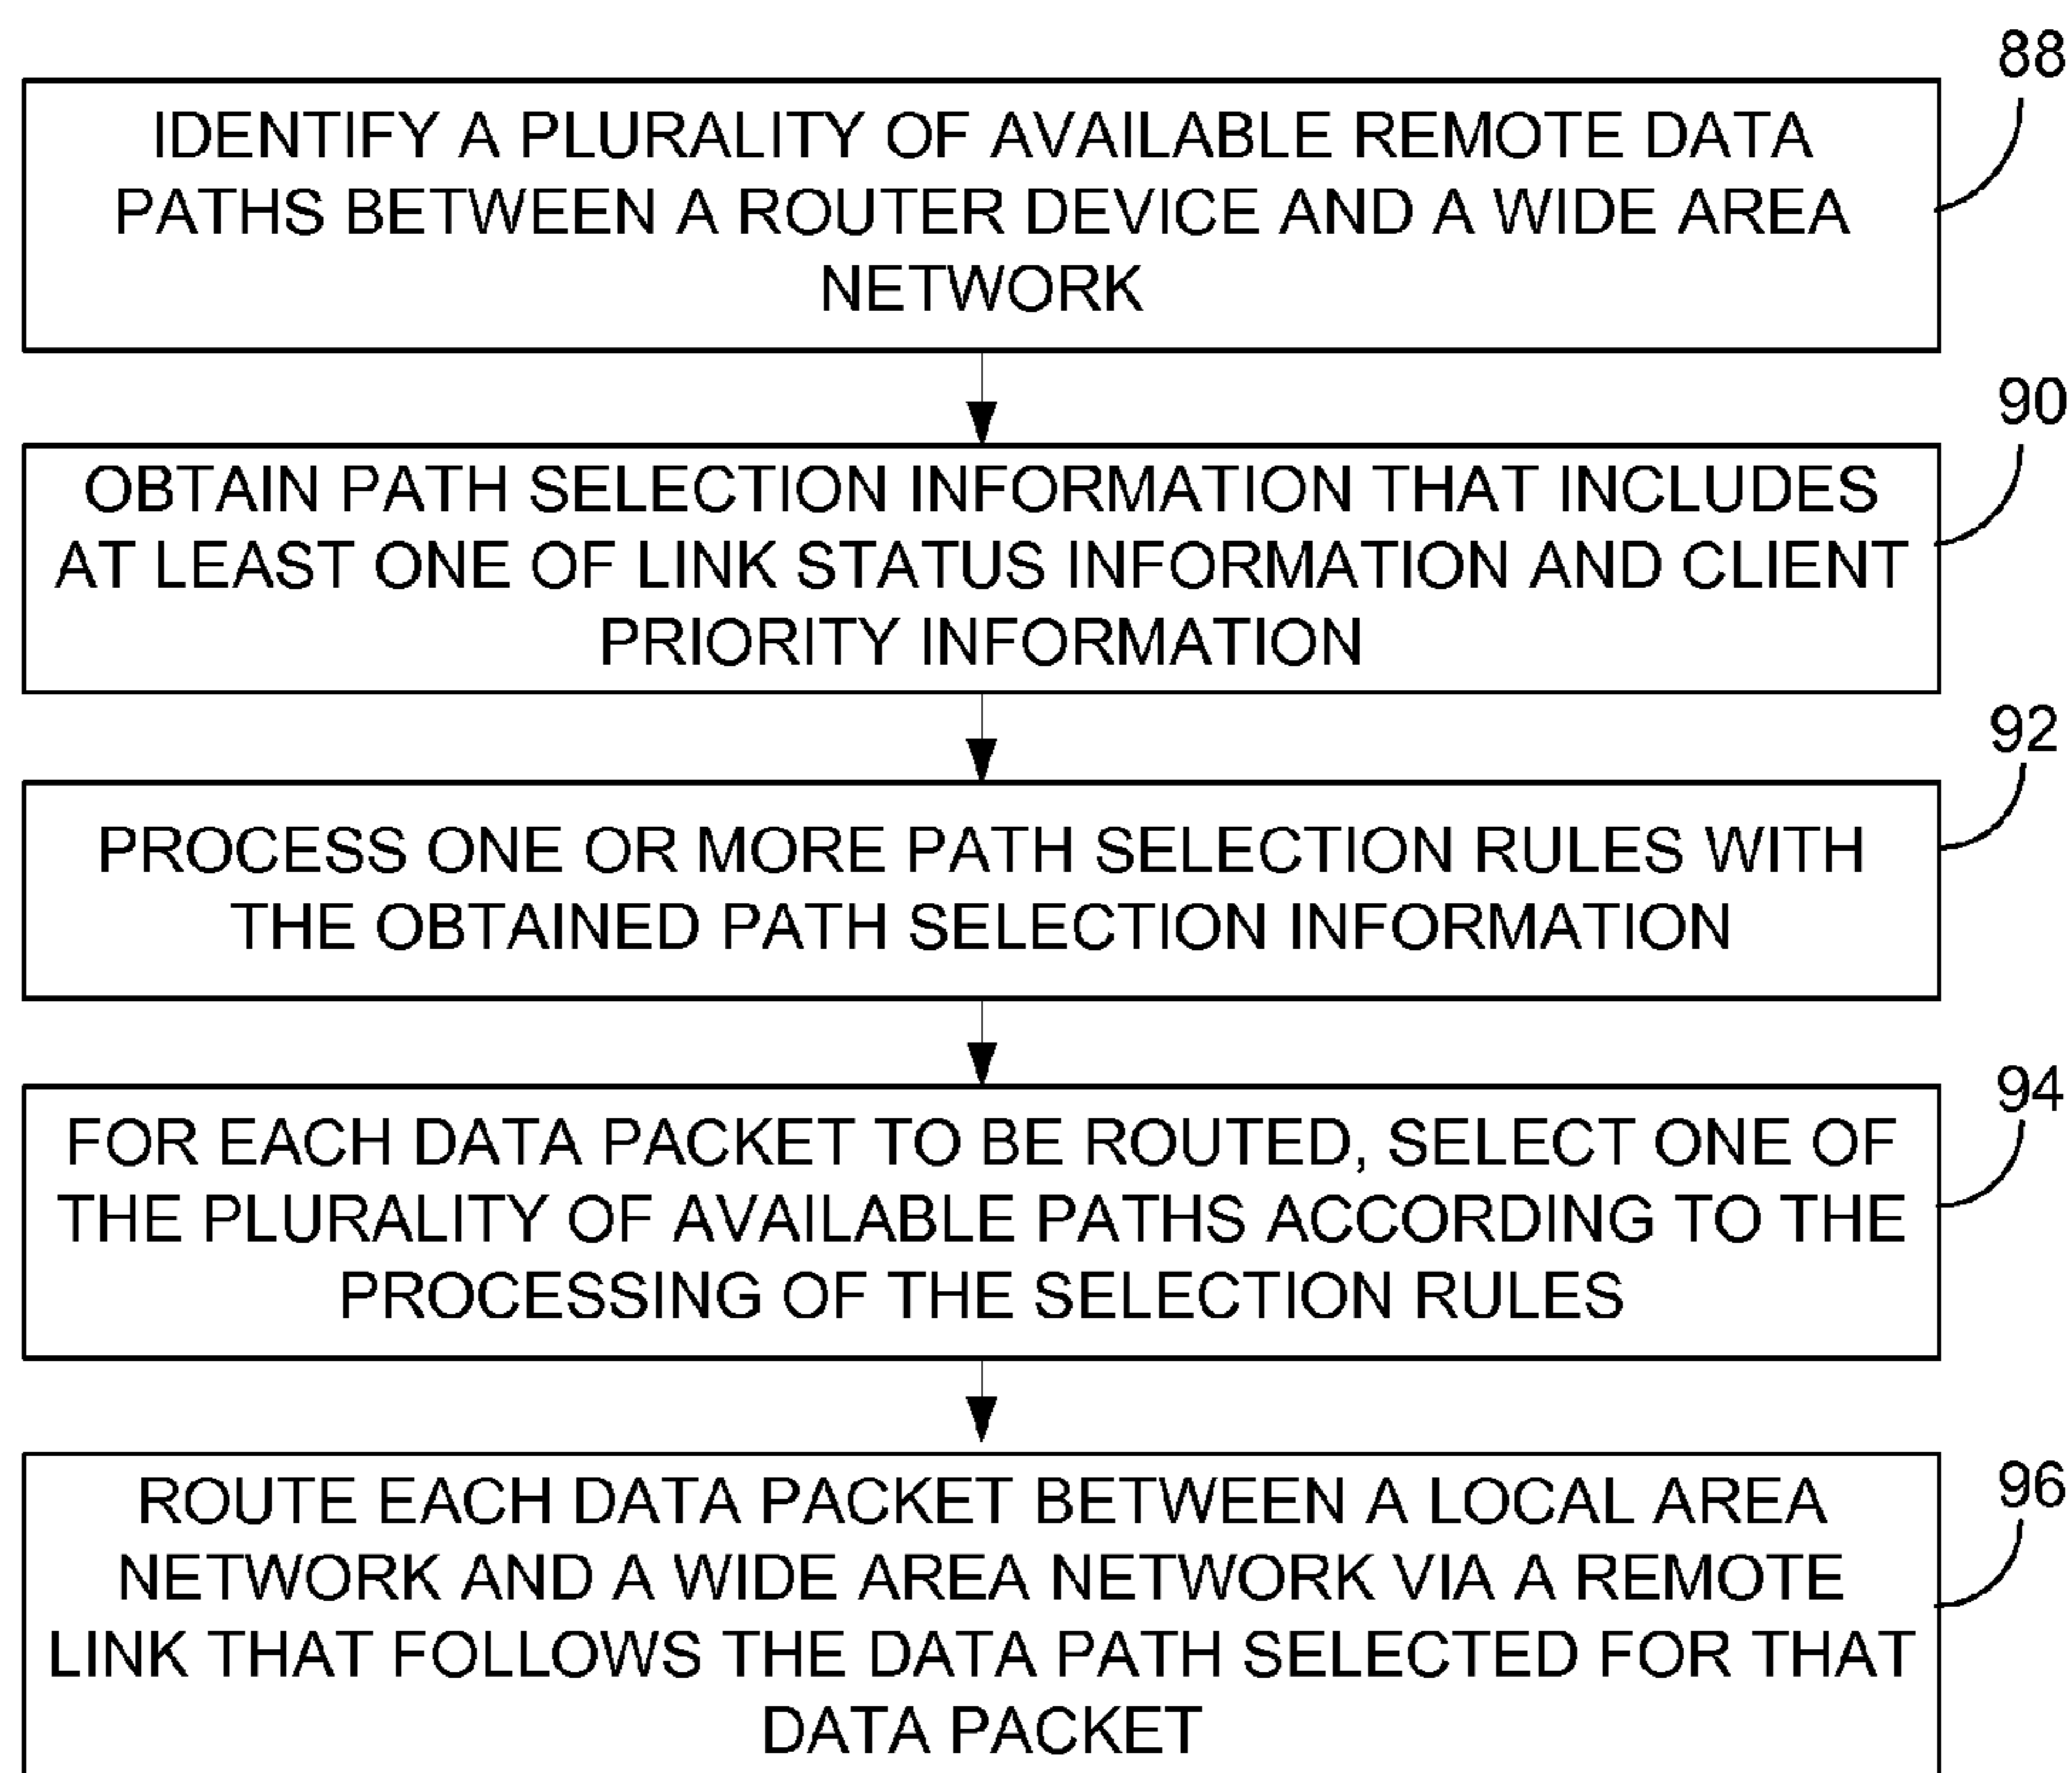 88
IDENTIFY A PLURALITY OF AVAILABLE REMOTE DATA
PATHS BETWEEN A ROUTER DEVICE AND A WIDE AREA
NETWORK
90
OBTAIN PATH SELECTION INFORMATION THAT INCLUDES
AT LEAST ONE OF LINK STATUS INFORMATION AND CLIENT
PRIORITY INFORMATION
92
PROCESS ONE OR MORE PATH SELECTION RULES WITH
THE OBTAINED PATH SELECTION INFORMATION
94
FOR EACH DATA PACKET TO BE ROUTED, SELECT ONE OF
THE PLURALITY OF AVAILABLE PATHS ACCORDING TO THE
PROCESSING OF THE SELECTION RULES
96
ROUTE EACH DATA PACKET BETWEEN A LOCAL AREA
NETWORK AND A WIDE AREA NETWORK VIA A REMOTE
LINK THAT FOLLOWS THE DATA PATH SELECTED FOR THAT
DATA PACKET